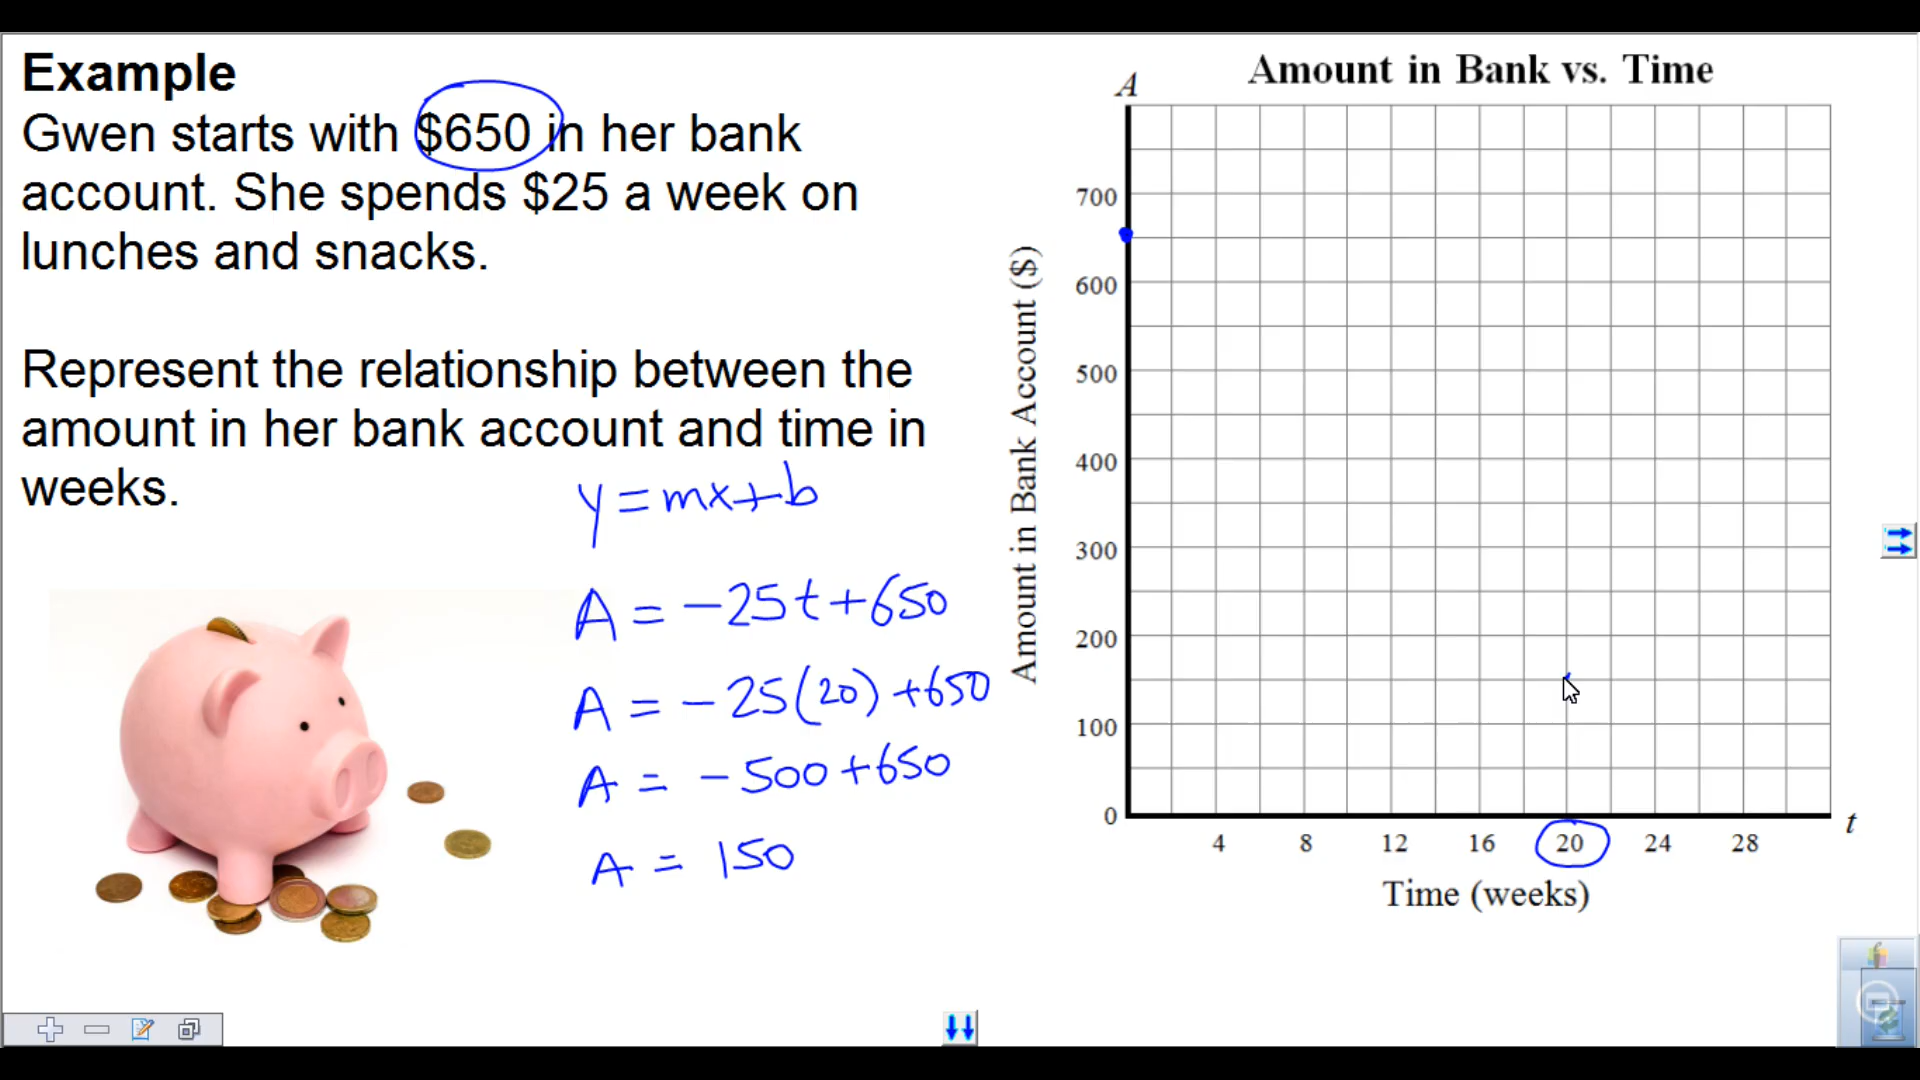 Example
Gwen starts with $650 in her bank
account. She spends $25 a week on
lunches and snacks.
Represent the relationship between the
amount in her bank account and time in
weeks.
y = mx + b
A = -25t + 650
A = -25(20) + 650
A = -500 + 650
A = 150
Amount in Bank vs. Time
A
Amount in Bank Account ($)
700
600
500
400
300
200
100
0
4 8 12 16 20 24 28
t
Time (weeks)